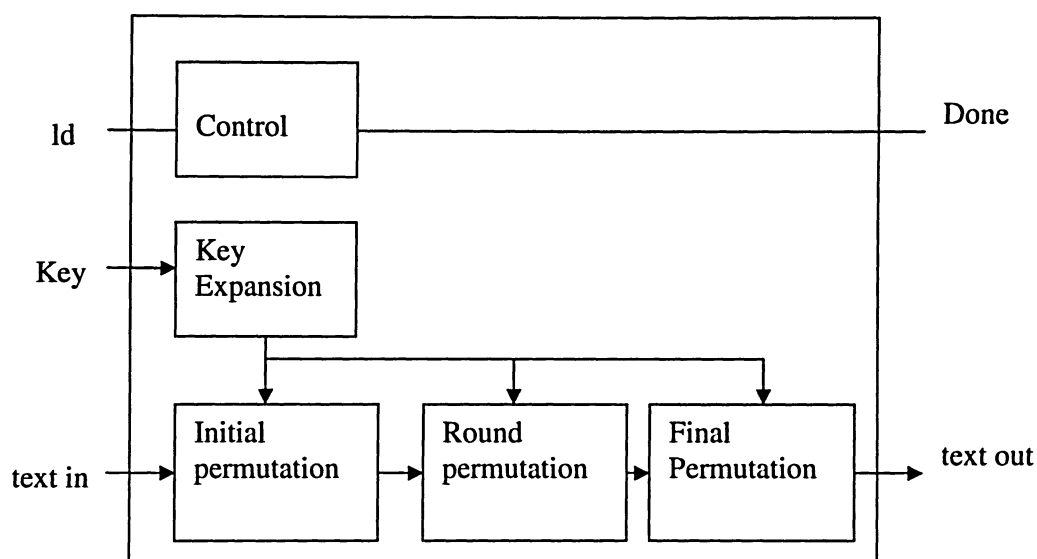 ld
Control
Done
Key
Key
Expansion
text in
Initial
permutation
Round
permutation
Final
Permutation
text out